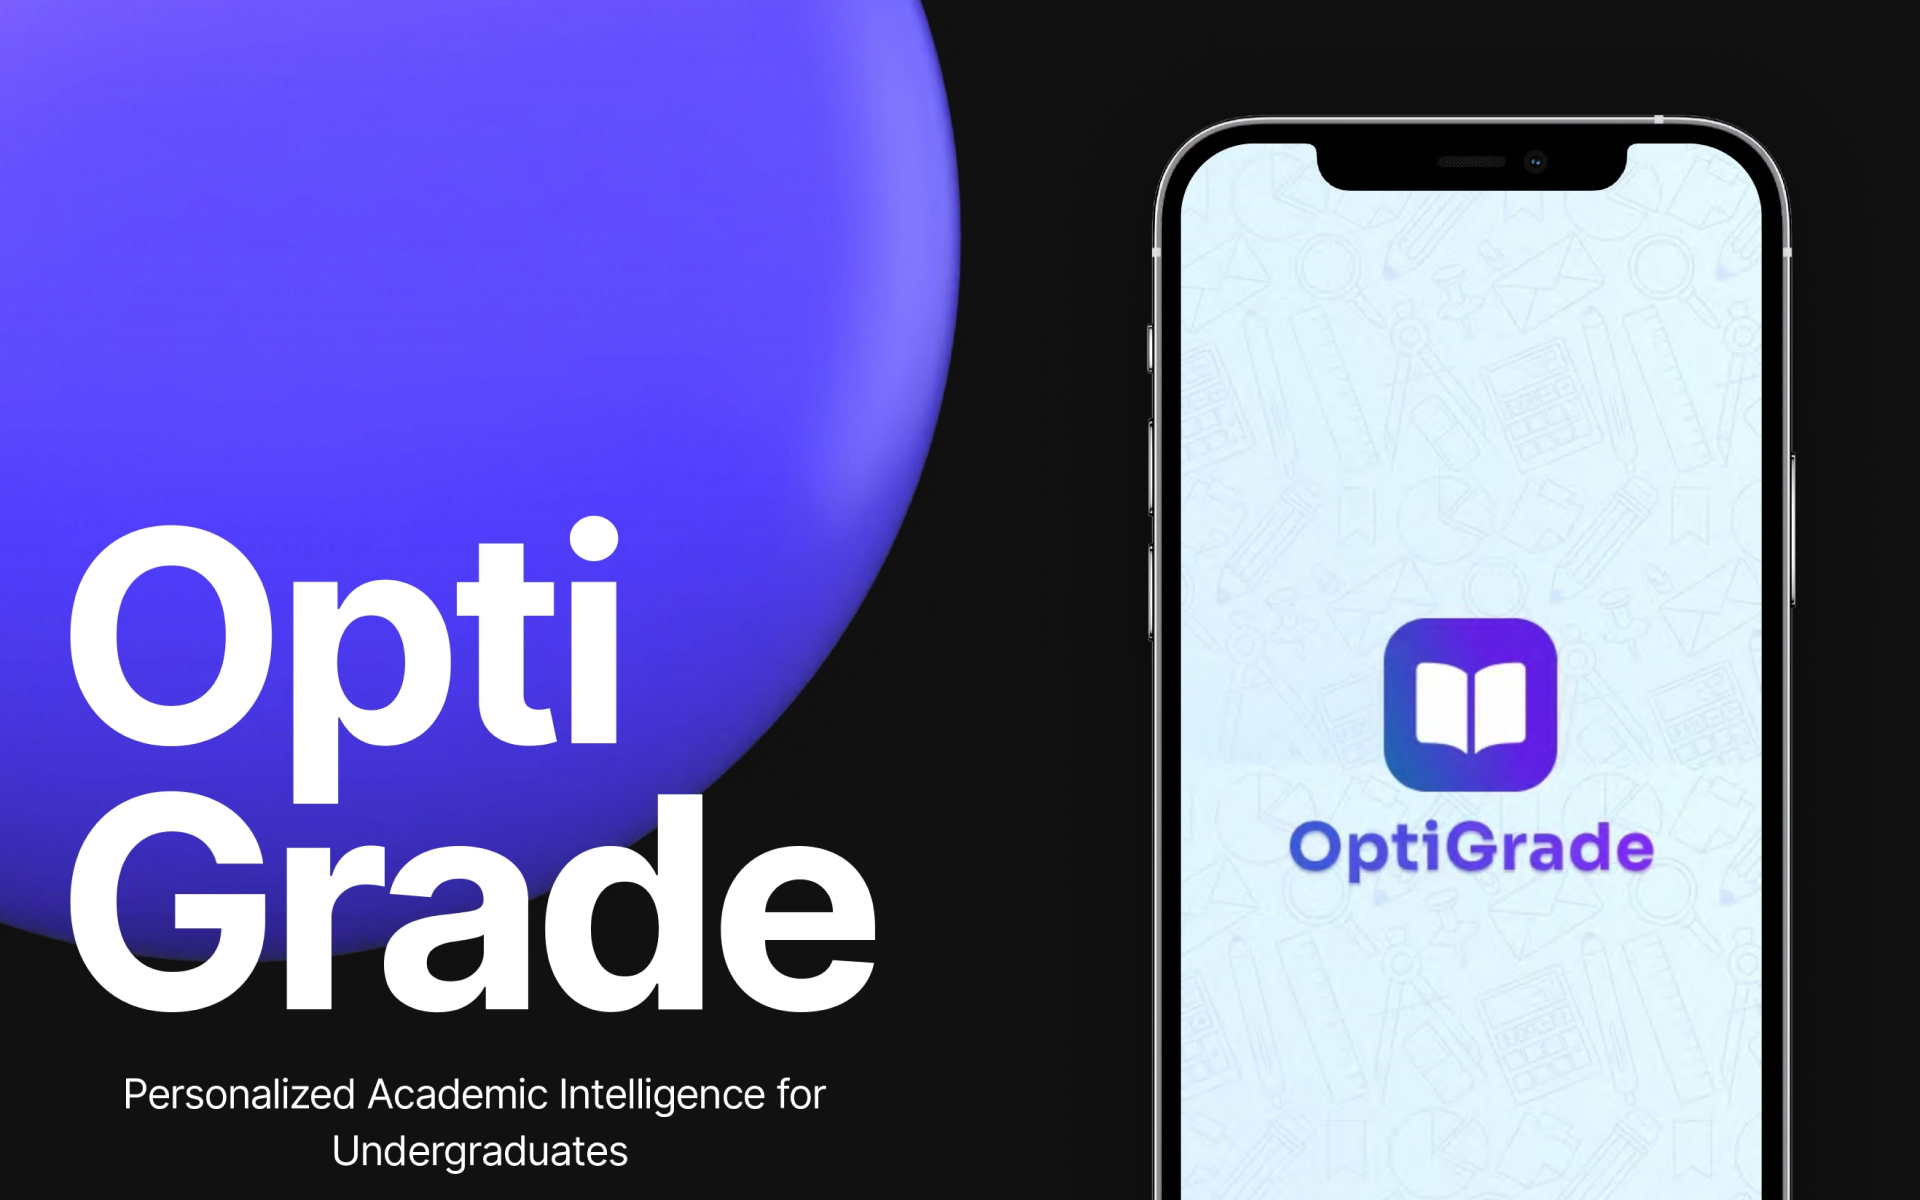 Opti
Grade
Personalized Academic Intelligence for
Undergraduates
OptiGrade